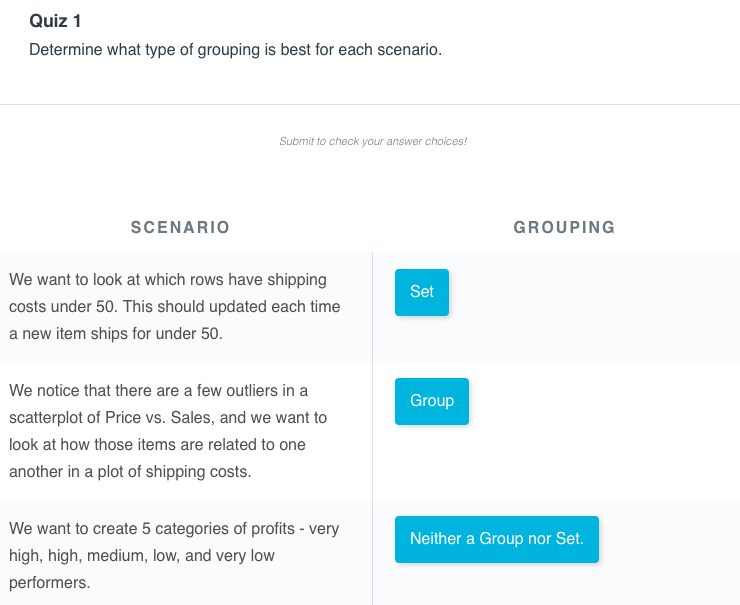 Quiz 1
Determine what type of grouping is best for each scenario.
Submit to check your answer choices!
SCENARIO
GROUPING
We want to look at which rows have shipping
costs under 50. This should updated each time
a new item ships for under 50.
Set
We notice that there are a few outliers in a
scatterplot of Price vs. Sales, and we want to
look at how those items are related to one
another in a plot of shipping costs.
Group
We want to create 5 categories of profits - very
high, high, medium, low, and very low
performers.
Neither a Group nor Set.